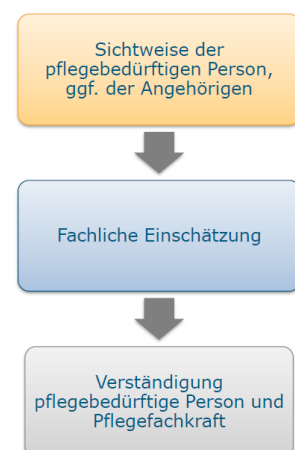 Sichtweise der
pflegebedürftigen Person,
ggf. der Angehörigen
Fachliche Einschätzung
Verständigung
pflegebedürftige Person und
Pflegefachkraft